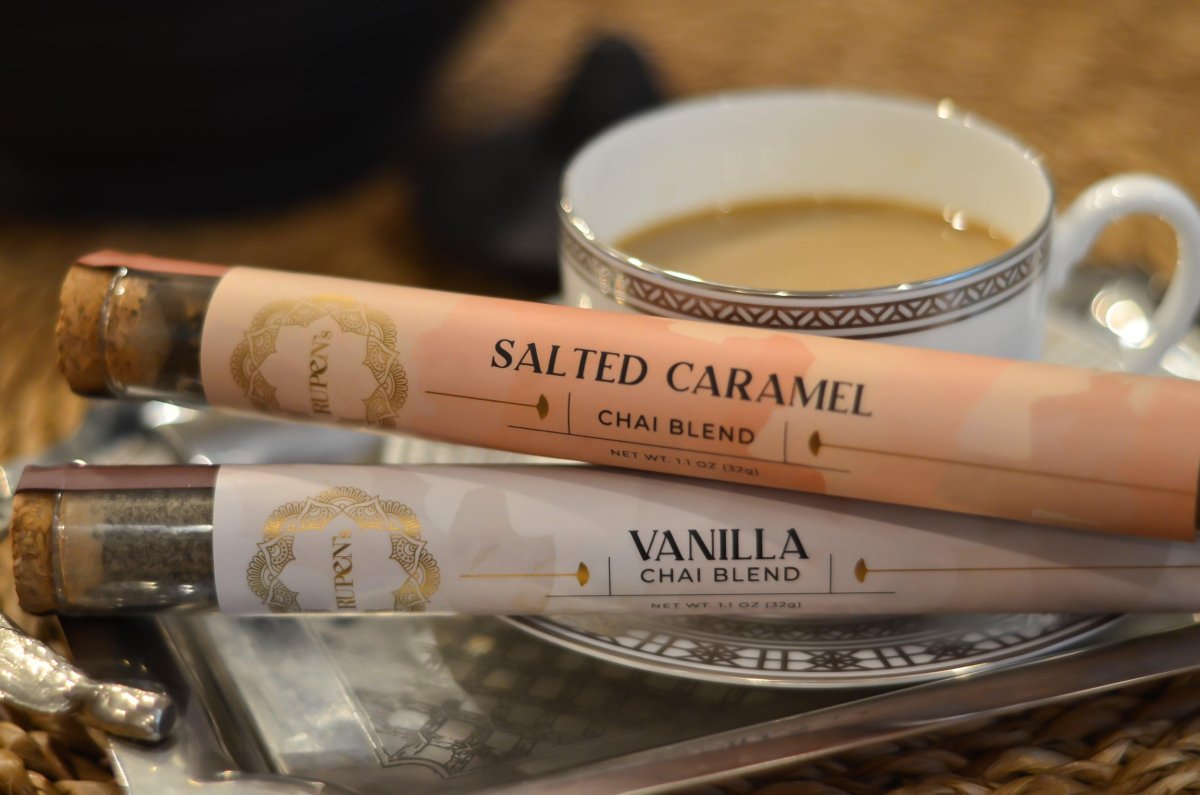 RUPEN's
SALTED CARAMEL
CHAI BLEND
NET WT. 1.1 OZ (32g)
RUPEN's
VANILLA
CHAI BLEND
NET WT. 1.1 OZ (32g)